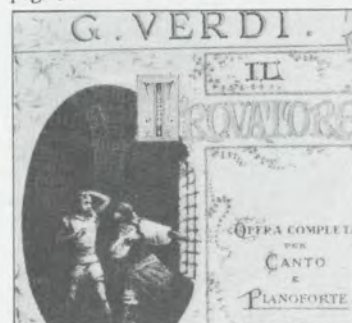 G. VERDI.
IL
TROVATORE
OPERA COMPLETA
PER
CANTO
E
PIANOFORTE